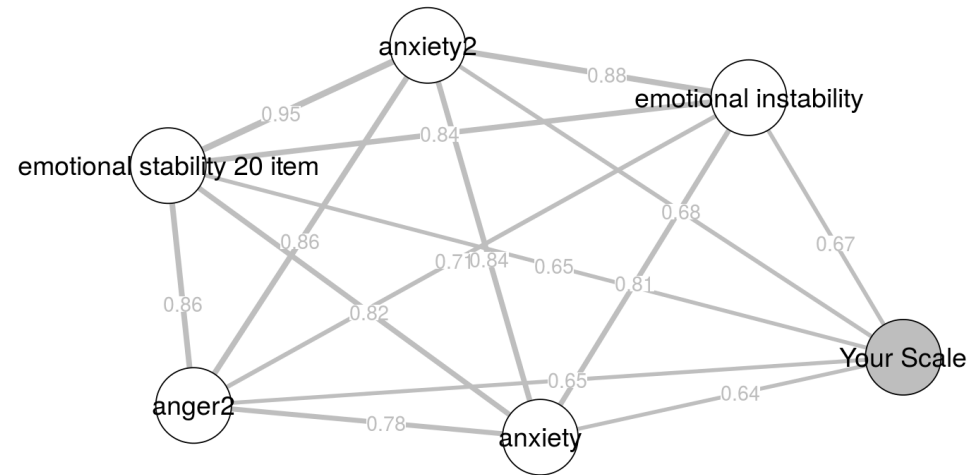 anxiety2
0.88
emotional instability
0.95
0.84
emotional stability 20 item
0.68
0.86
0.67
0.71
0.84
0.65
0.81
0.86
0.82
Your Scale
0.65
0.64
anger2
0.78
anxiety